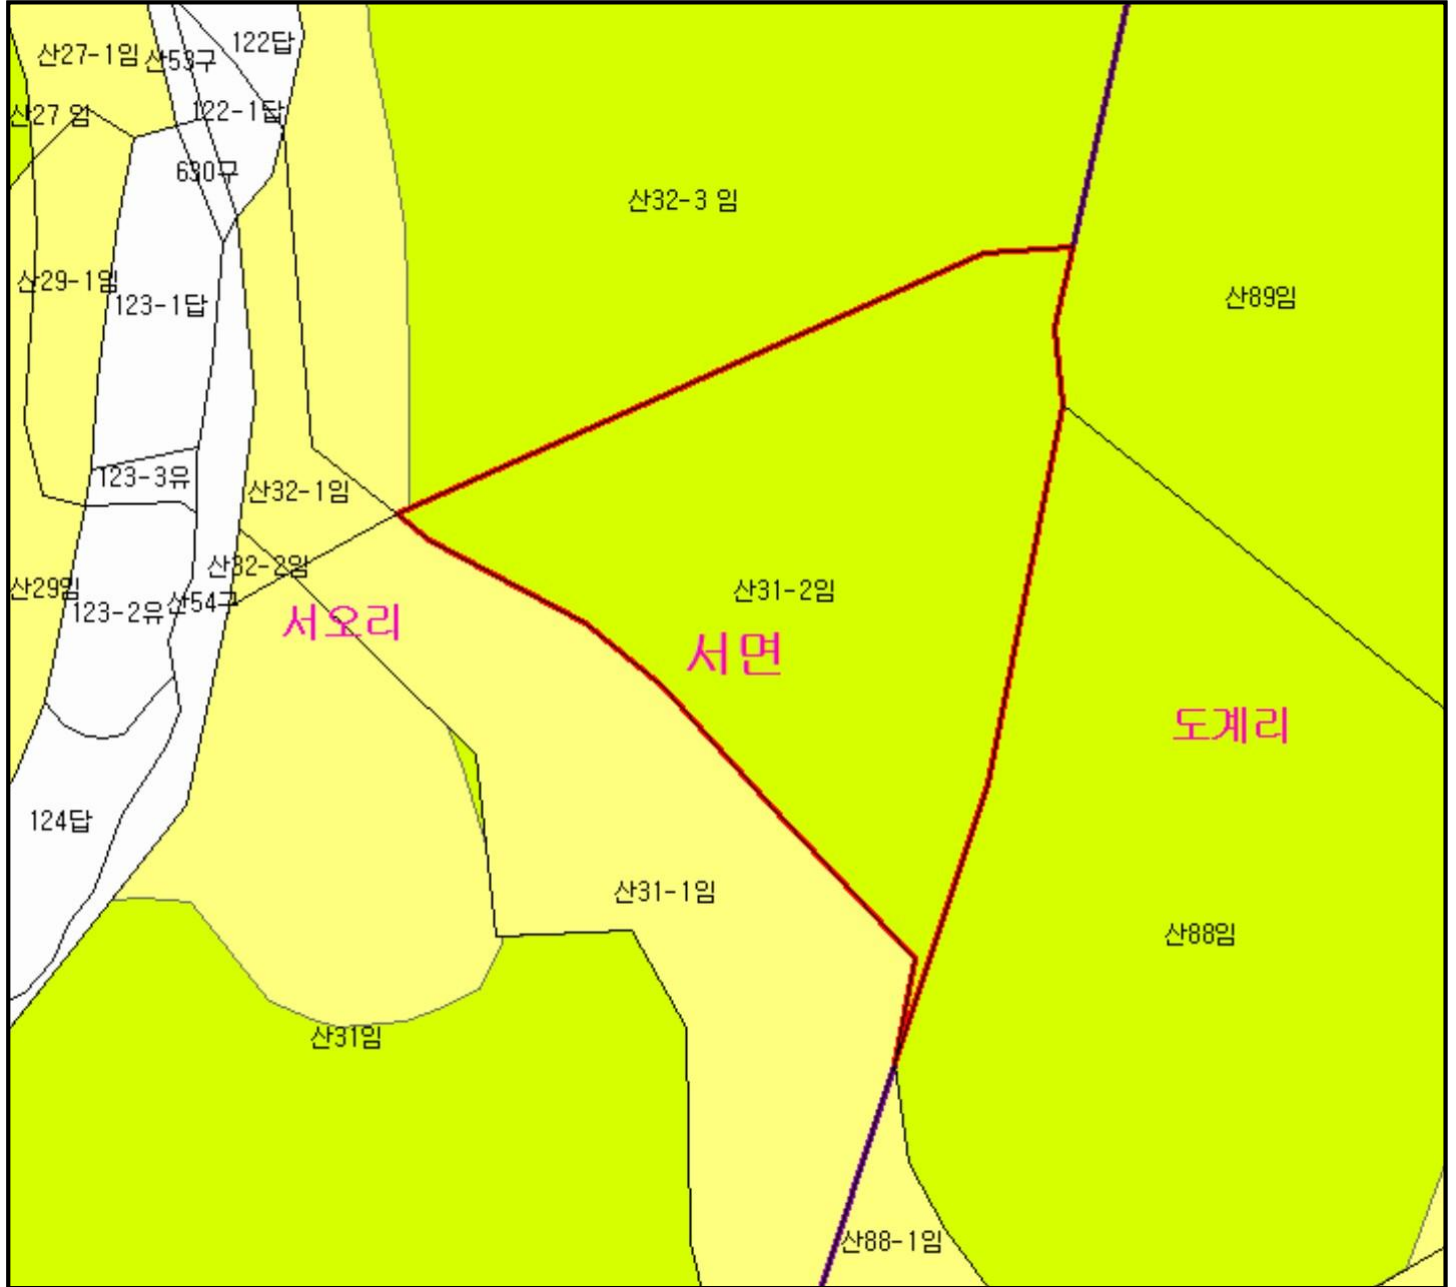 122답
산27-1임
산53구
산27 임
122-1답
630구
산32-3 임
산29-1임
123-1답
산89임
123-3유
산32-1임
산32-2임
산29임
123-2유
산54구
산31-2임
서오리
서면
도계리
124답
산31-1임
산88임
산31임
산88-1임